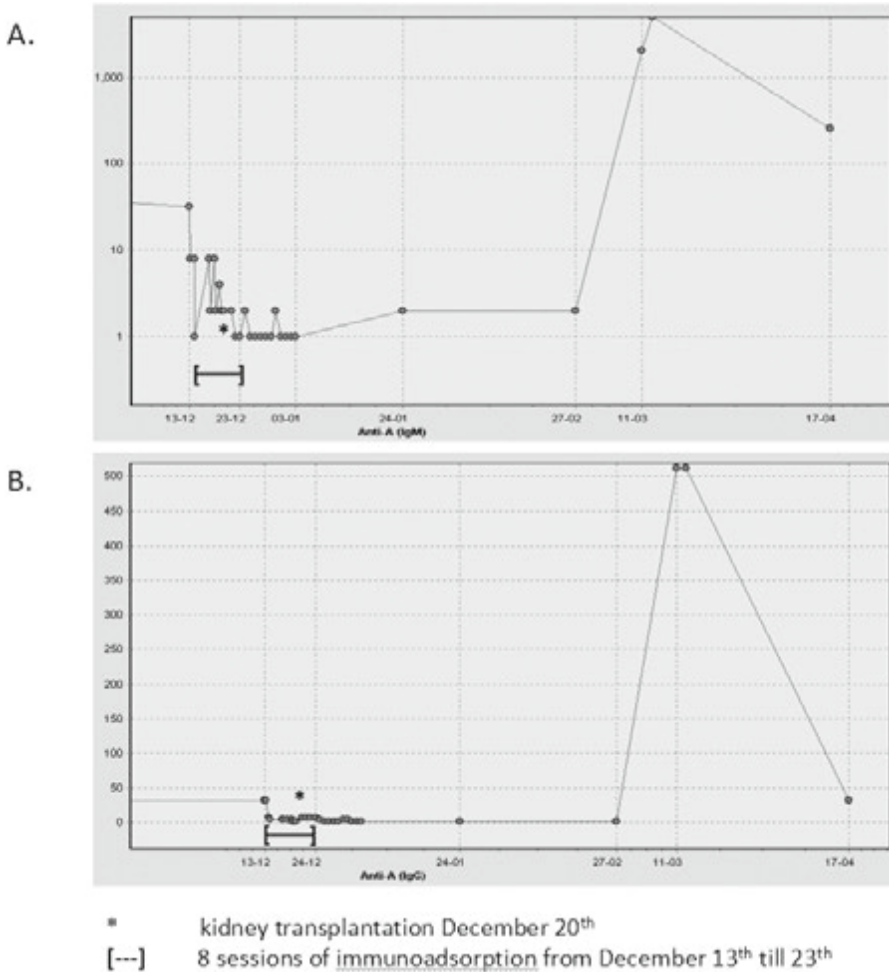 A.
1,000
100
10
1
13-12 23-12 03-01 24-01 27-02 11-03 17-04
*
[---]
Anti-A (IgM)
B.
500
450
400
350
300
250
200
150
100
50
0
*
[---]
13-12 24-12 24-01 27-02 11-03 17-04
Anti-A (IgG)
* kidney transplantation December 20th
[---] 8 sessions of immunoadsorption from December 13th till 23th